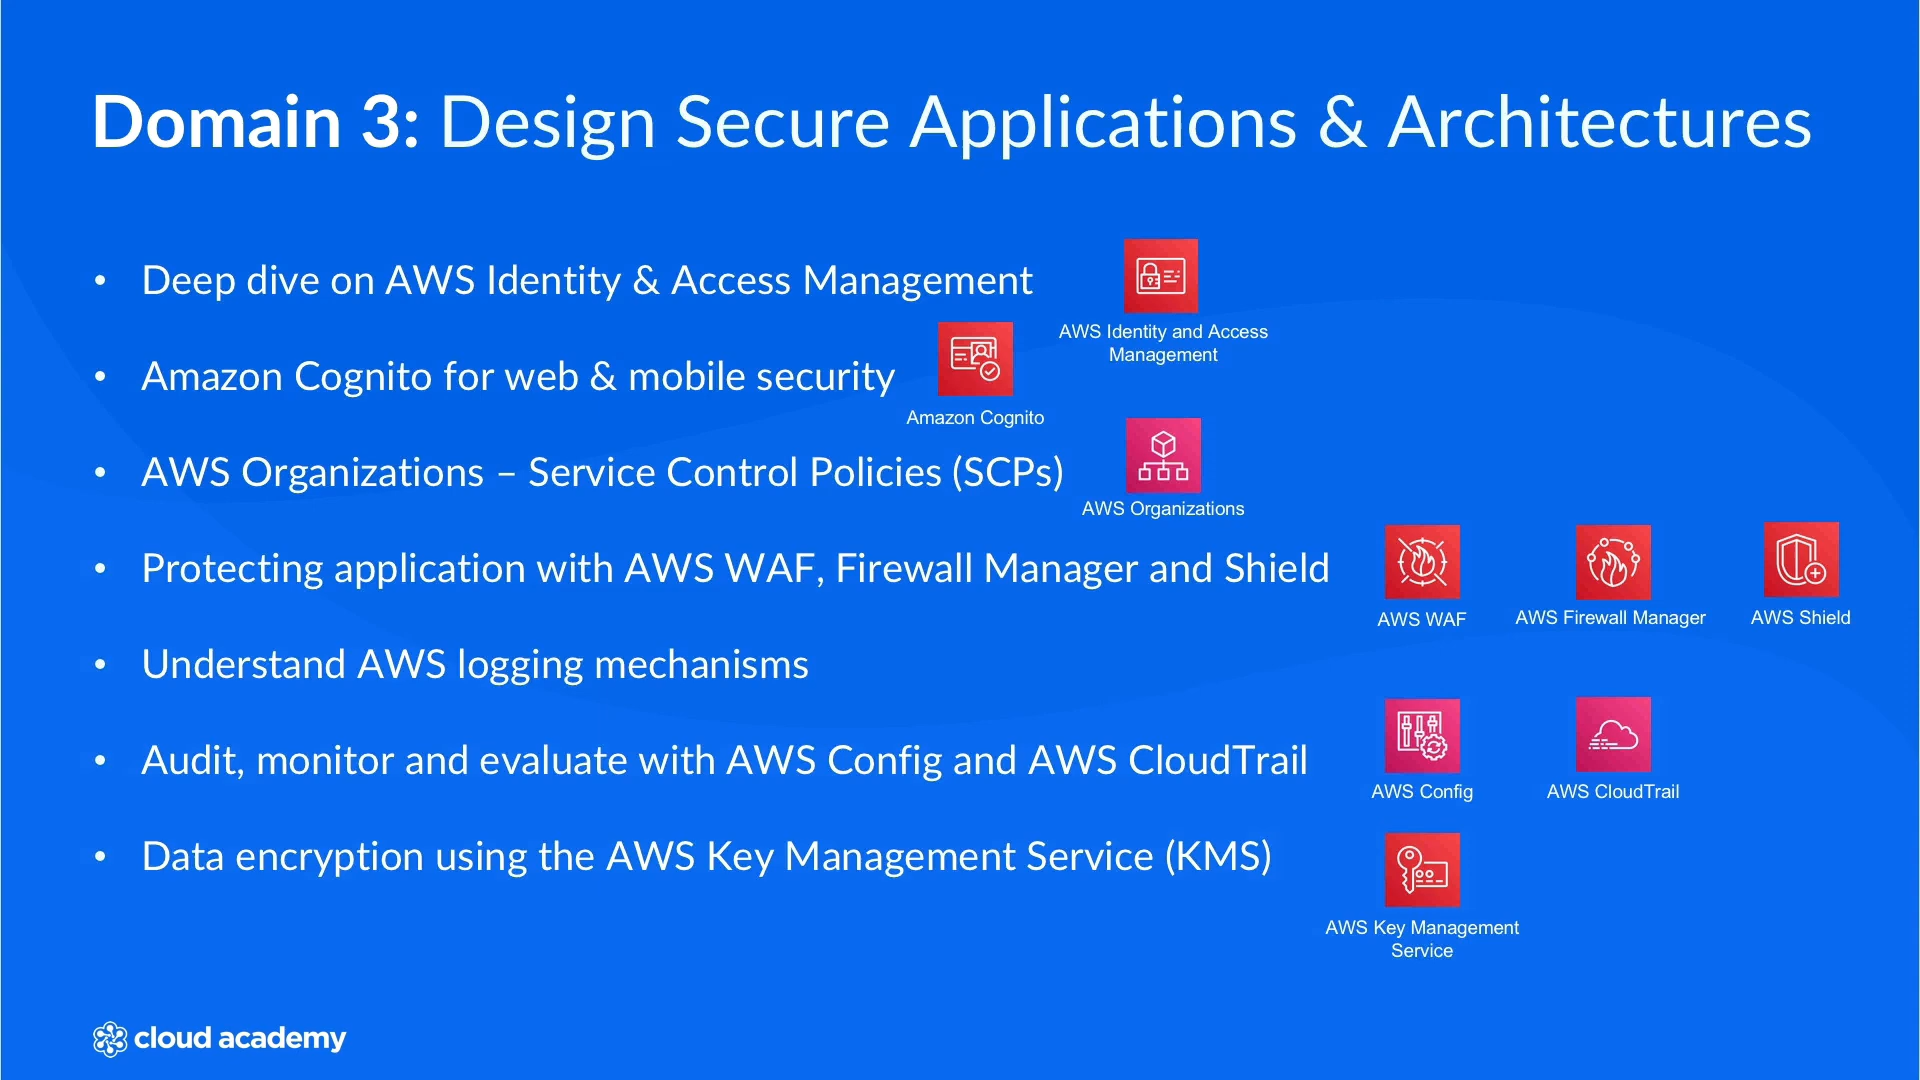 Domain 3: Design Secure Applications & Architectures
• Deep dive on AWS Identity & Access Management
AWS Identity and Access
Management
• Amazon Cognito for web & mobile security
Amazon Cognito
• AWS Organizations – Service Control Policies (SCPs)
AWS Organizations
• Protecting application with AWS WAF, Firewall Manager and Shield
AWS WAF
AWS Firewall Manager
AWS Shield
• Understand AWS logging mechanisms
• Audit, monitor and evaluate with AWS Config and AWS CloudTrail
AWS Config
AWS CloudTrail
• Data encryption using the AWS Key Management Service (KMS)
AWS Key Management
Service
cloud academy